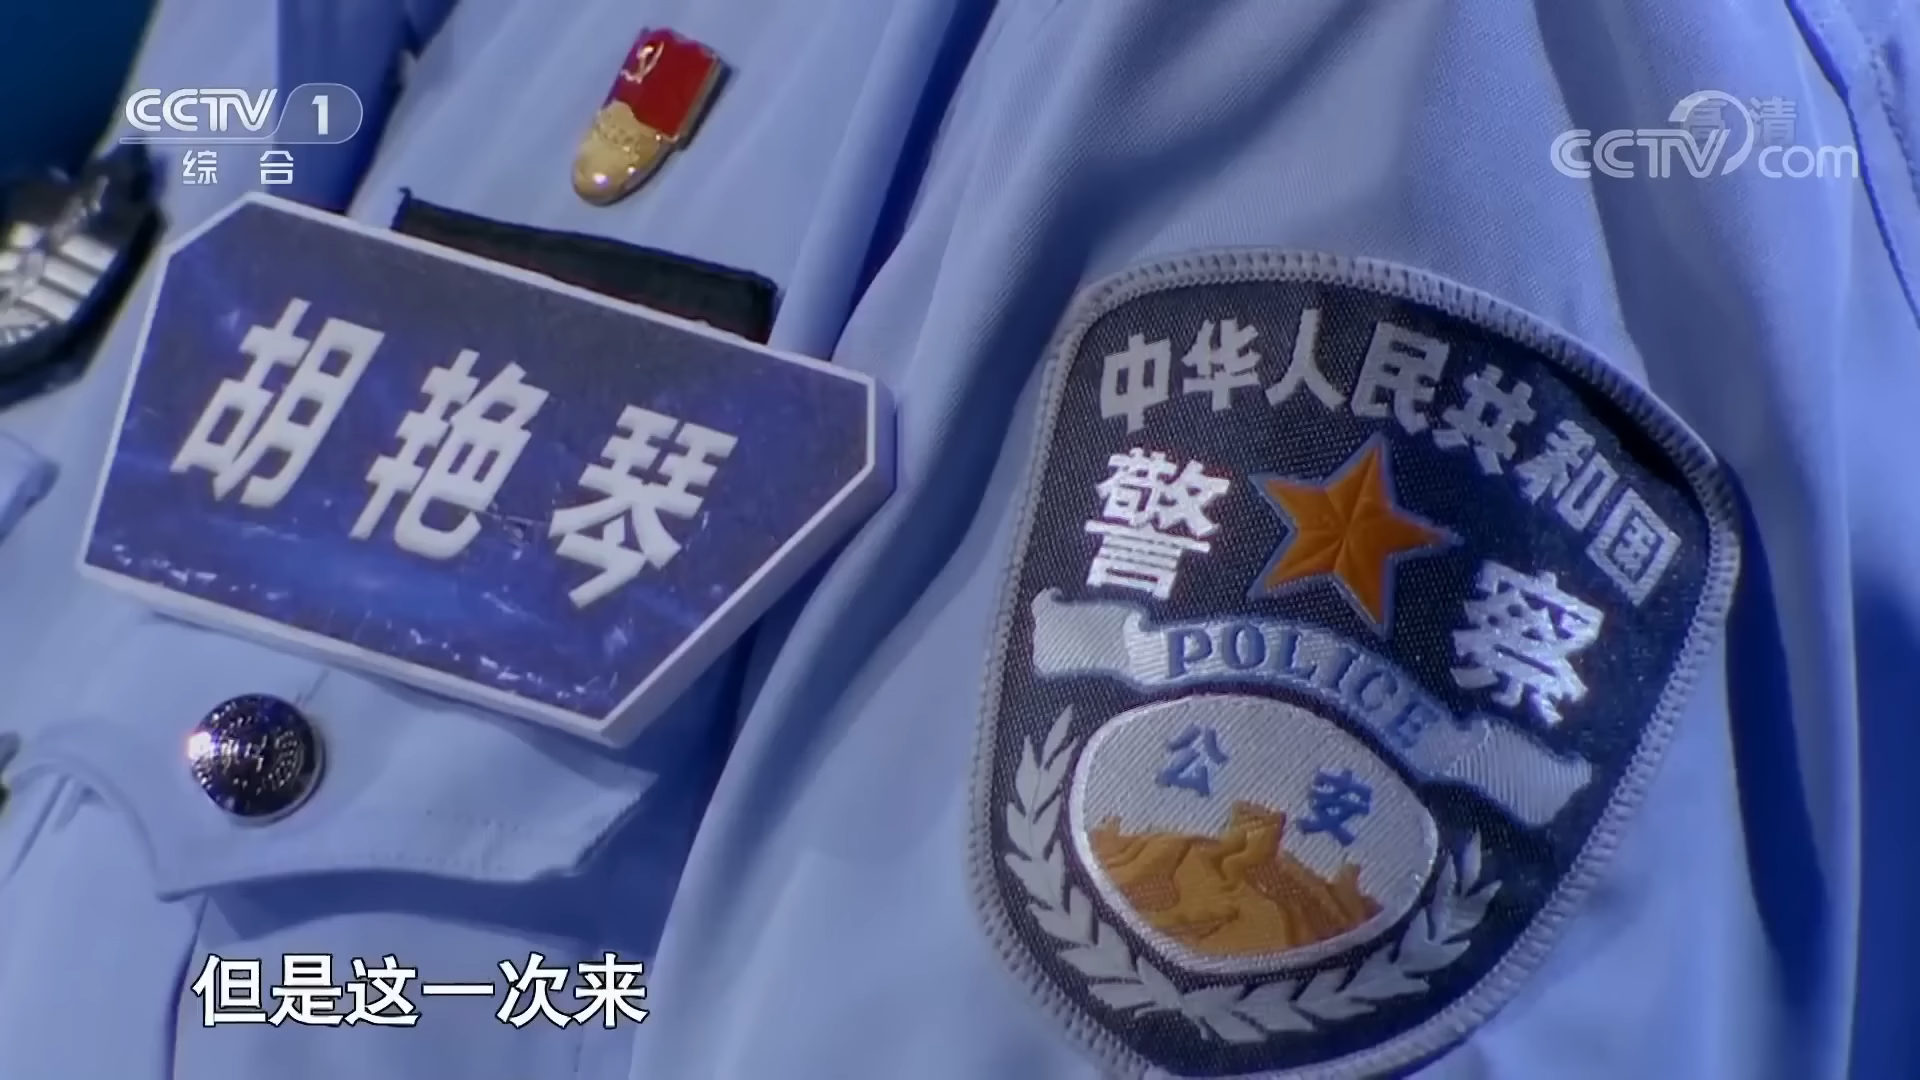 CCTV 1
综合
高清
CCTV com
胡艳琴
中华人民共和国
警察
POLICE
公安
但是这一次来